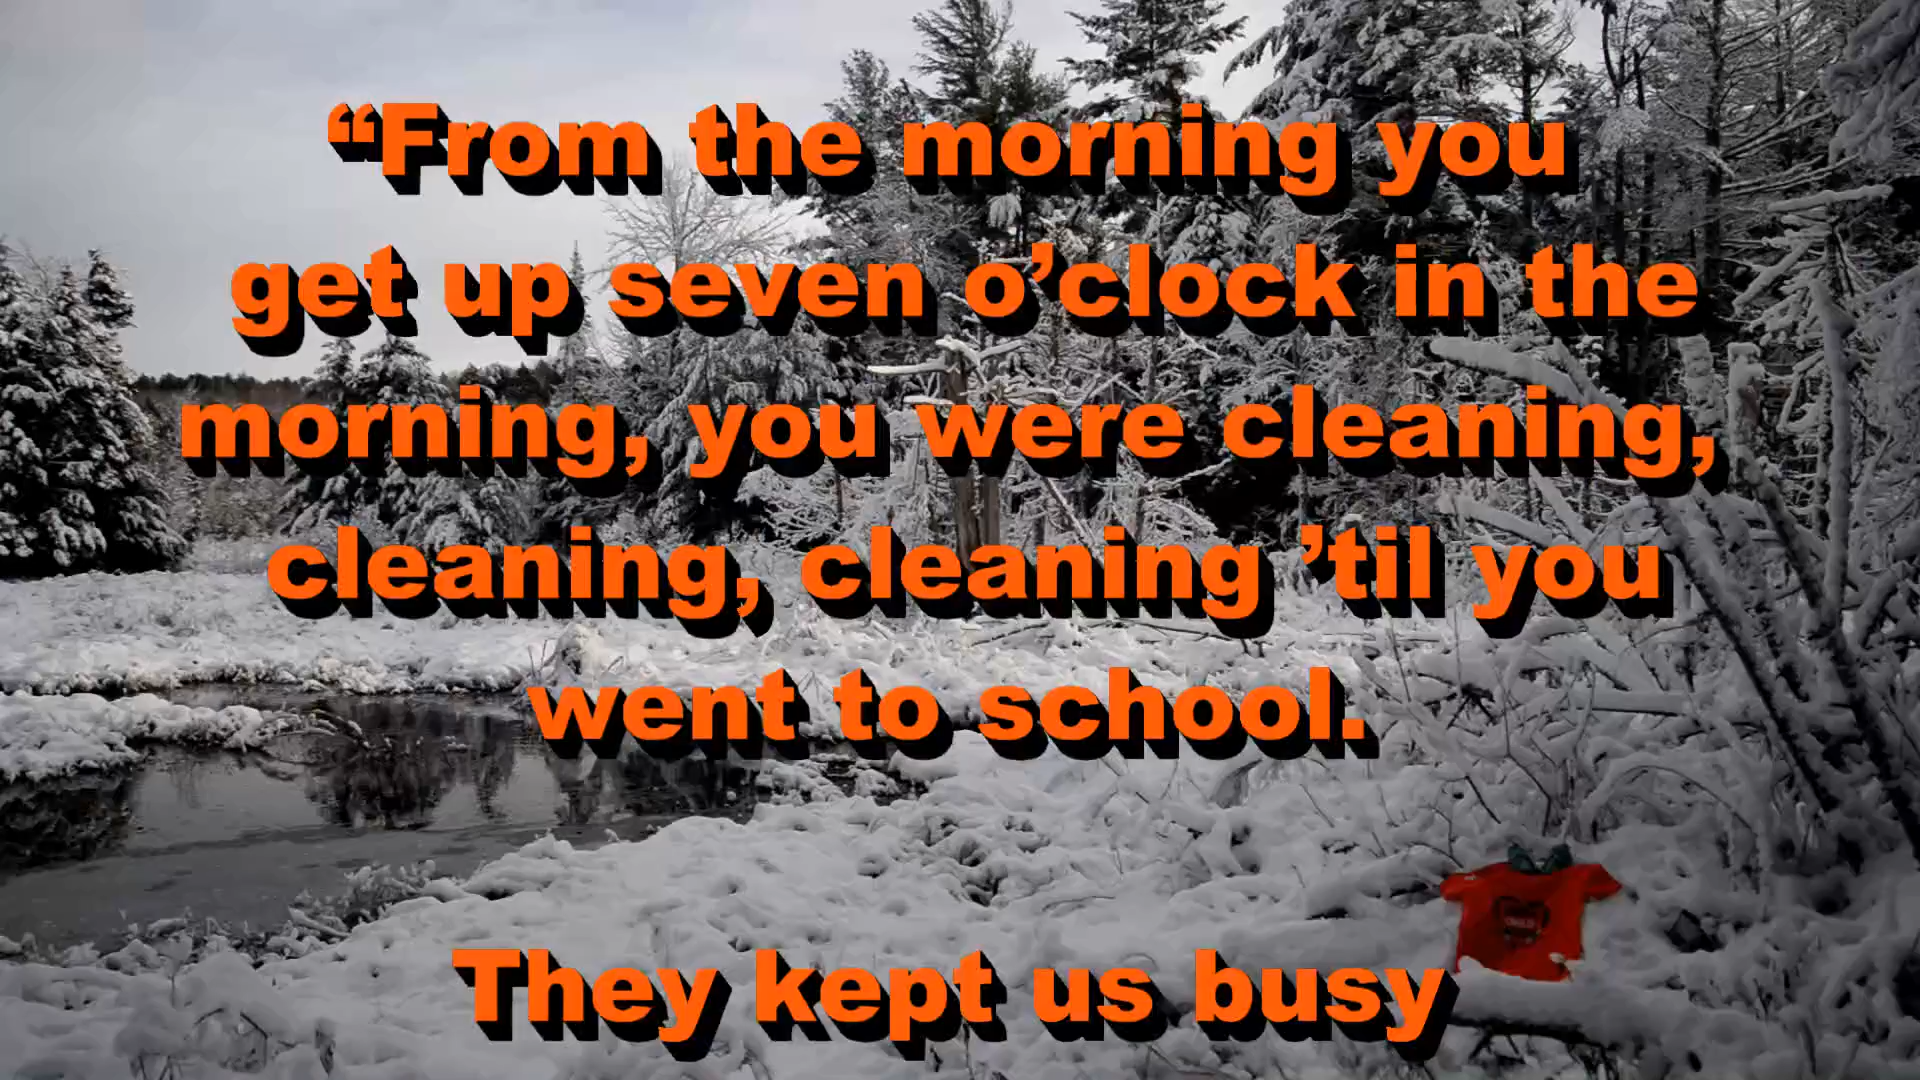 “From the morning you
get up seven o’clock in the
morning, you were cleaning,
cleaning, cleaning ’til you
went to school.
They kept us busy